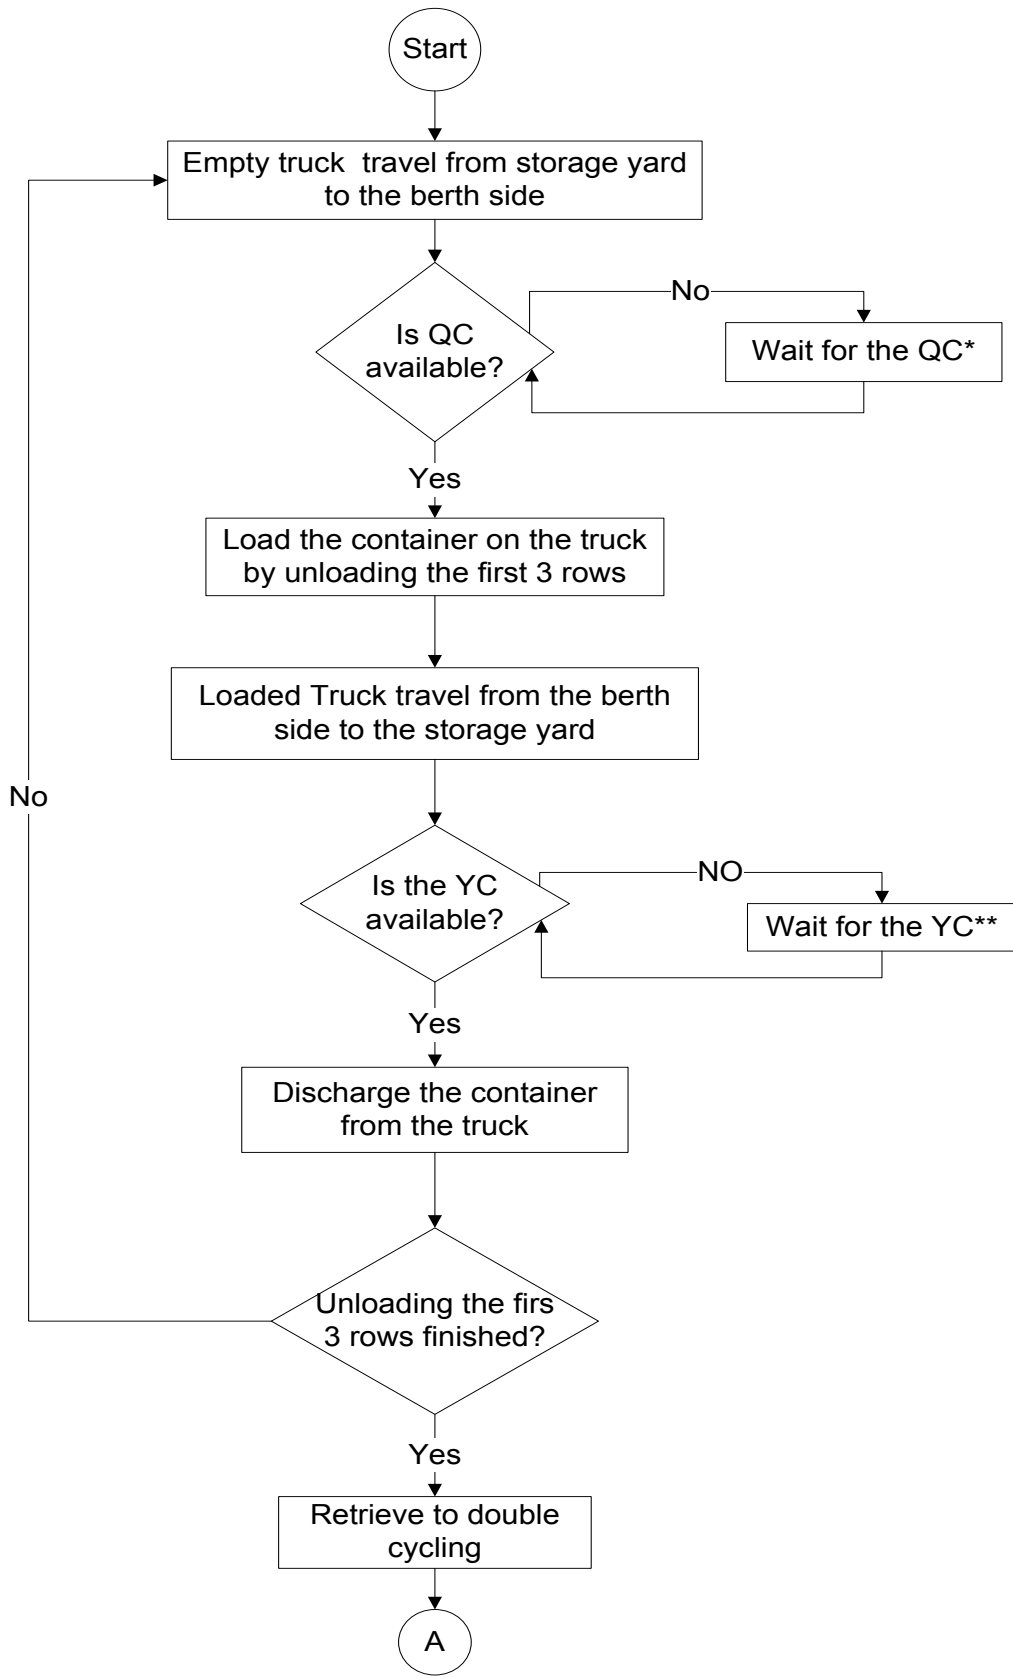 Start
Empty truck travel from storage yard
to the berth side
Is QC
available?
No
Wait for the QC*
Yes
Load the container on the truck
by unloading the first 3 rows
Loaded Truck travel from the berth
side to the storage yard
No
Is the YC
available?
NO
Wait for the YC**
Yes
Discharge the container
from the truck
Unloading the firs
3 rows finished?
Yes
Retrieve to double
cycling
A